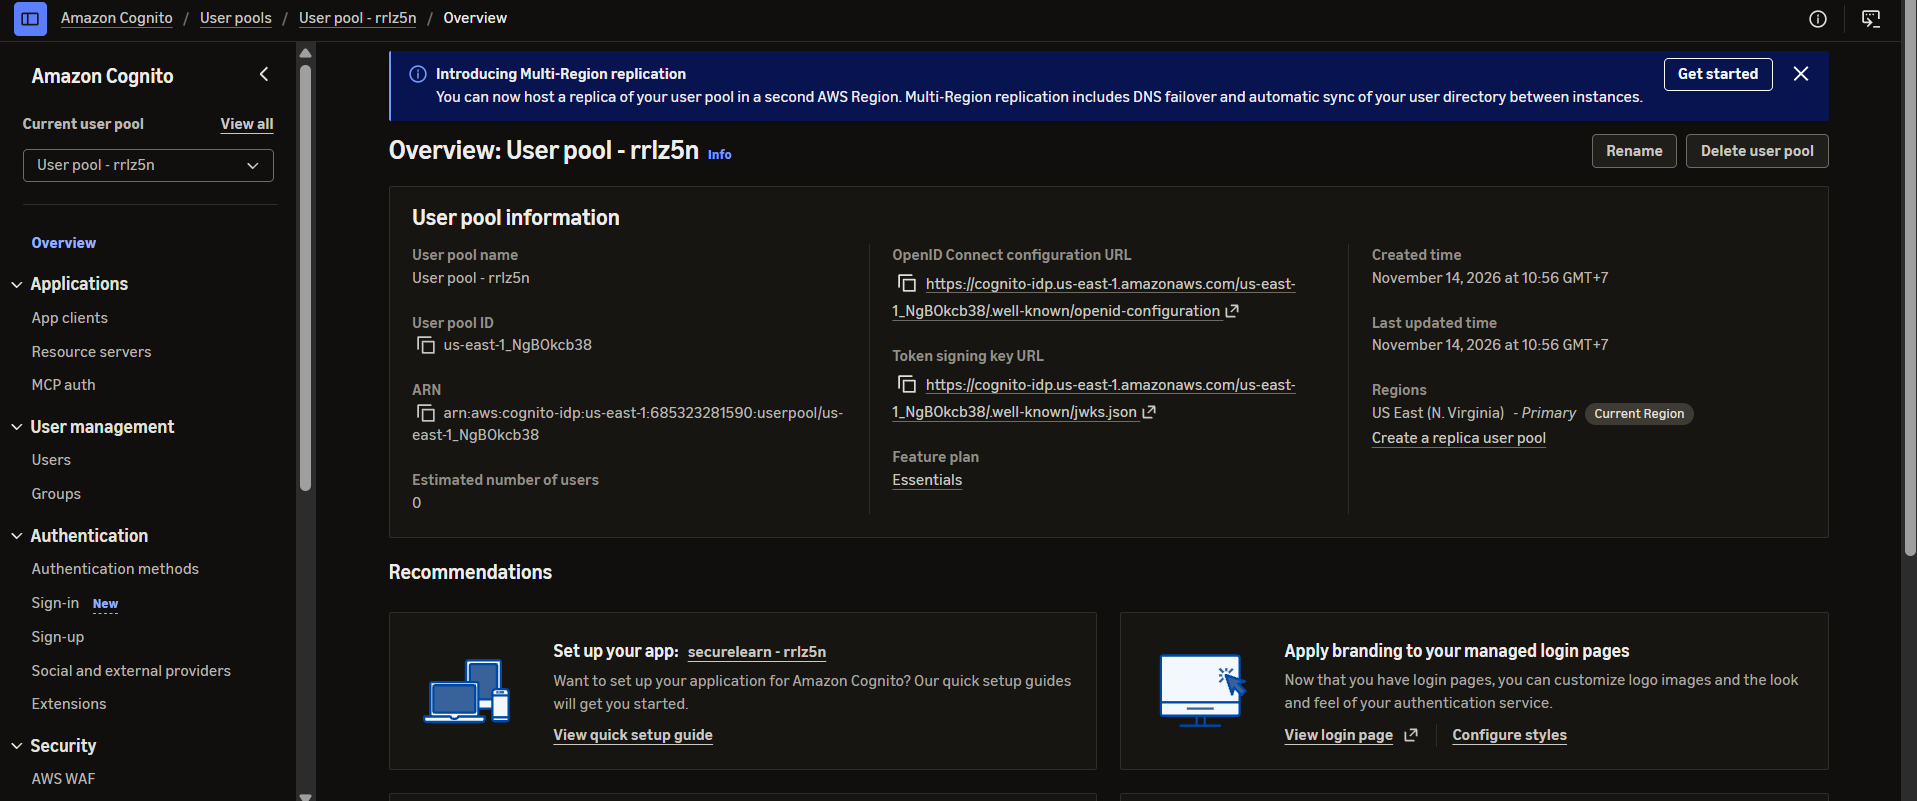 Amazon Cognito / User pools / User pool - rrlz5n / Overview
Amazon Cognito
Current user pool View all
User pool - rrlz5n
Overview
Applications
App clients
Resource servers
MCP auth
User management
Users
Groups
Authentication
Authentication methods
Sign-in New
Sign-up
Social and external providers
Extensions
Security
AWS WAF
Introducing Multi-Region replication
You can now host a replica of your user pool in a second AWS Region. Multi-Region replication includes DNS failover and automatic sync of your user directory between instances.
Get started
Overview: User pool - rrlz5n Info
Rename Delete user pool
User pool information
User pool name
User pool - rrlz5n
User pool ID
us-east-1_NgBOkcb38
ARN
arn:aws:cognito-idp:us-east-1:685323281590:userpool/us-
east-1_NgBOkcb38
Estimated number of users
0
OpenID Connect configuration URL
https://cognito-idp.us-east-1.amazonaws.com/us-east-
1_NgBOkcb38/.well-known/openid-configuration
Token signing key URL
https://cognito-idp.us-east-1.amazonaws.com/us-east-
1_NgBOkcb38/.well-known/jwks.json
Feature plan
Essentials
Created time
November 14, 2026 at 10:56 GMT+7
Last updated time
November 14, 2026 at 10:56 GMT+7
Regions
US East (N. Virginia) - Primary Current Region
Create a replica user pool
Recommendations
Set up your app: securelearn - rrlz5n
Want to set up your application for Amazon Cognito? Our quick setup guides
will get you started.
View quick setup guide
Apply branding to your managed login pages
Now that you have login pages, you can customize logo images and the look
and feel of your authentication service.
View login page Configure styles